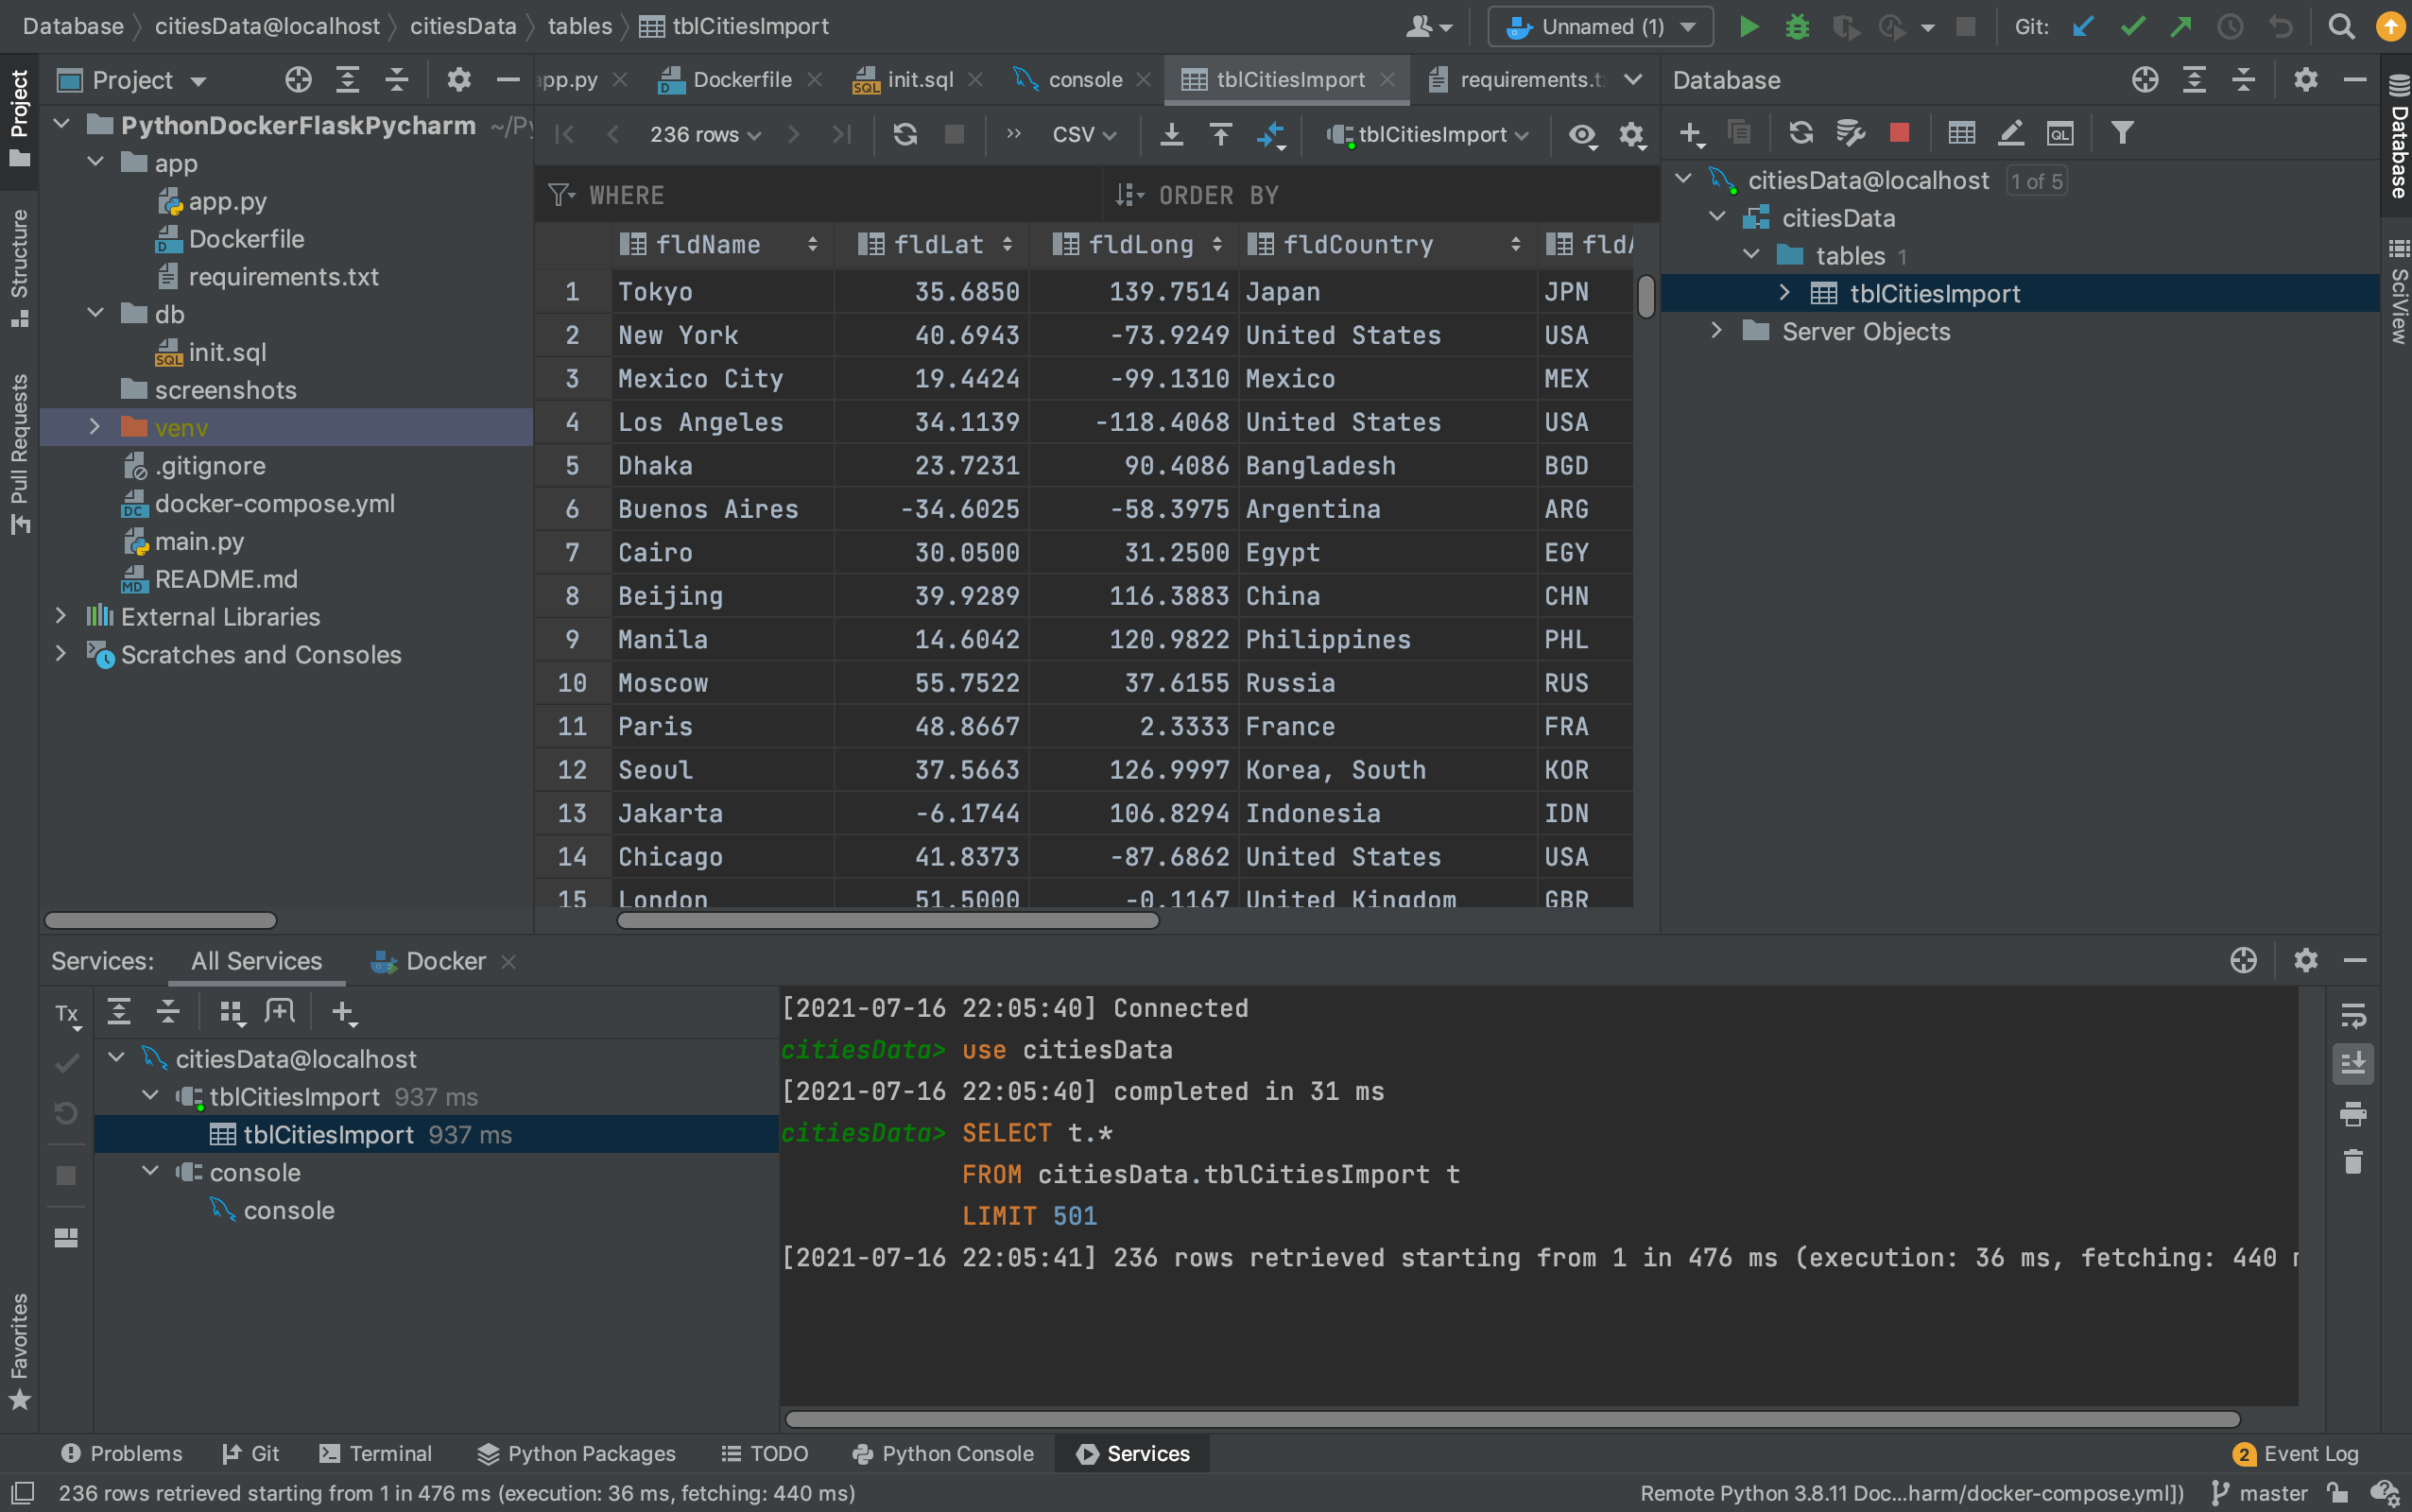 Database citiesData@localhost citiesData tables tblCitiesImport Unnamed (1) Git:
Project
app.py Dockerfile init.sql console tblCitiesImport requirements.t
Database
PythonDockerFlaskPycharm ~/Py
app
app.py
Dockerfile
requirements.txt
db
init.sql
screenshots
venv
.gitignore
docker-compose.yml
main.py
README.md
External Libraries
Scratches and Consoles
236 rows CSV tblCitiesImport
WHERE ORDER BY
fldName fldLat fldLong fldCountry fldA
1 Tokyo 35.6850 139.7514 Japan JPN
2 New York 40.6943 -73.9249 United States USA
3 Mexico City 19.4424 -99.1310 Mexico MEX
4 Los Angeles 34.1139 -118.4068 United States USA
5 Dhaka 23.7231 90.4086 Bangladesh BGD
6 Buenos Aires -34.6025 -58.3975 Argentina ARG
7 Cairo 30.0500 31.2500 Egypt EGY
8 Beijing 39.9289 116.3883 China CHN
9 Manila 14.6042 120.9822 Philippines PHL
10 Moscow 55.7522 37.6155 Russia RUS
11 Paris 48.8667 2.3333 France FRA
12 Seoul 37.5663 126.9997 Korea, South KOR
13 Jakarta -6.1744 106.8294 Indonesia IDN
14 Chicago 41.8373 -87.6862 United States USA
15 London 51.5000 -0.1167 United Kingdom GBR
QL
citiesData@localhost 1 of 5
citiesData
tables 1
tblCitiesImport
Server Objects
Project
Structure
Pull Requests
Favorites
Database
SciView
Services: All Services Docker
Tx
citiesData@localhost
tblCitiesImport 937 ms
tblCitiesImport 937 ms
console
console
[2021-07-16 22:05:40] Connected
citiesData> use citiesData
[2021-07-16 22:05:40] completed in 31 ms
citiesData> SELECT t.*
FROM citiesData.tblCitiesImport t
LIMIT 501
[2021-07-16 22:05:41] 236 rows retrieved starting from 1 in 476 ms (execution: 36 ms, fetching: 440 m
Problems Git Terminal Python Packages TODO Python Console Services 2 Event Log
236 rows retrieved starting from 1 in 476 ms (execution: 36 ms, fetching: 440 ms) Remote Python 3.8.11 Doc...harm/docker-compose.yml]) master